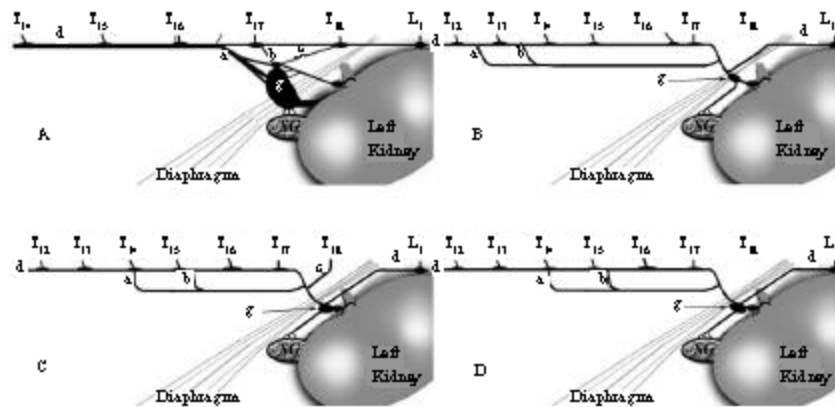 T14 T15 T16 T17 T18 L1
d
a b c
g
A
Left
Kidney
Diaphragma
T12 T13 T14 T15 T16 T17 T18 L1
d a b d
g
B
Left
Kidney
Diaphragma
T12 T13 T14 T15 T16 T17 T18 L1
d a b c d
g
C
Left
Kidney
Diaphragma
T12 T13 T14 T15 T16 T17 T18 L1
d a b d
g
D
Left
Kidney
Diaphragma